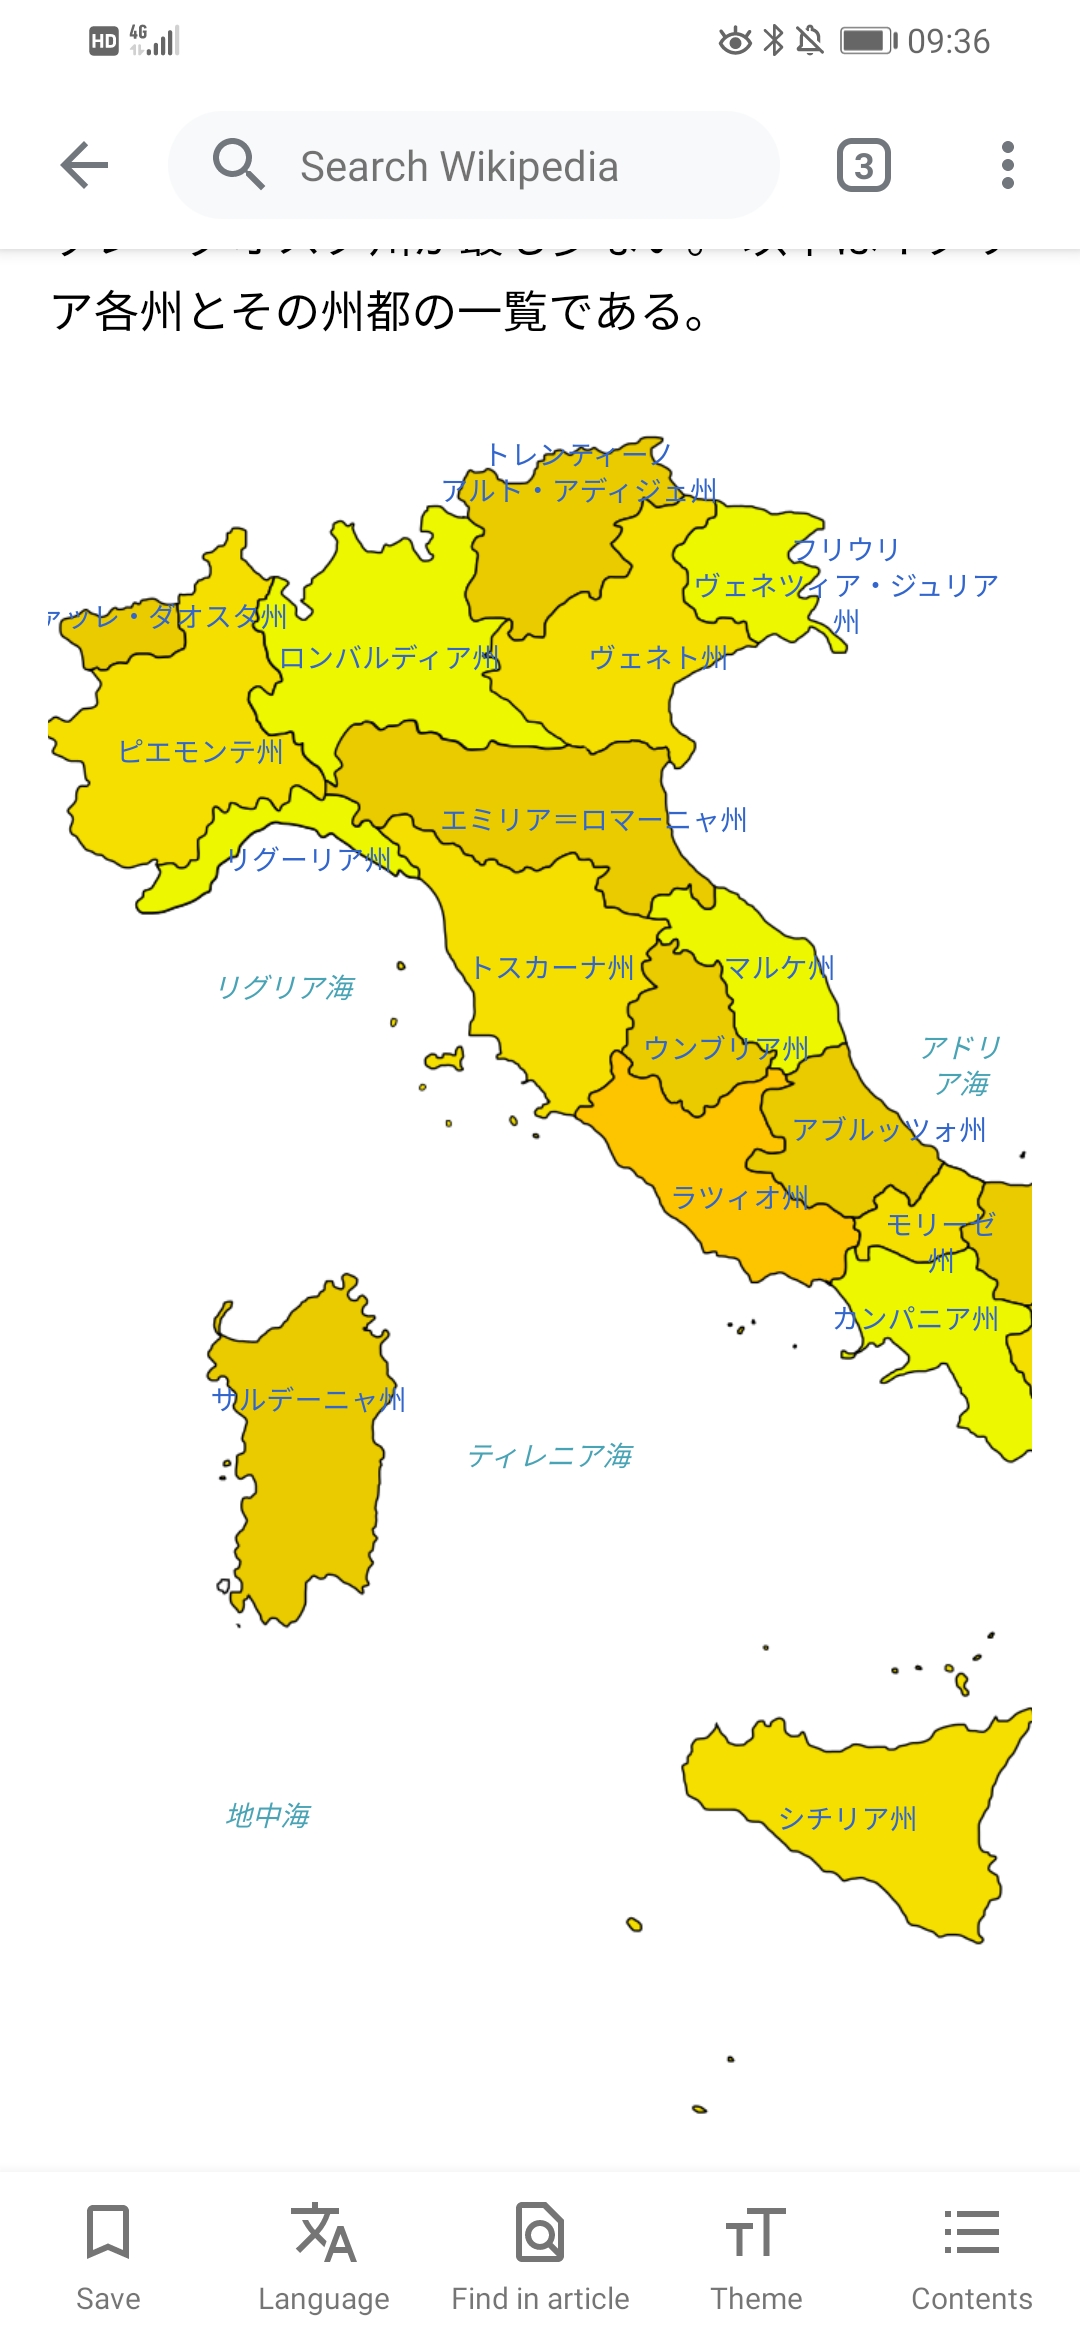 HD 4G 09:36
Search Wikipedia 3
ア各州とその州都の一覧である。
トレンティーノ
アルト・アディジェ州
フリウリ
ヴェネツィア・ジュリア
州
ァッレ・ダオスタ州
ロンバルディア州
ヴェネト州
ピエモンテ州
エミリア＝ロマーニャ州
リグーリア州
トスカーナ州
マルケ州
リグリア海
ウンブリア州
アドリ
ア海
アブルッツォ州
ラツィオ州
モリーゼ
州
カンパニア州
サルデーニャ州
ティレニア海
地中海
シチリア州
Save Language Find in article Theme Contents